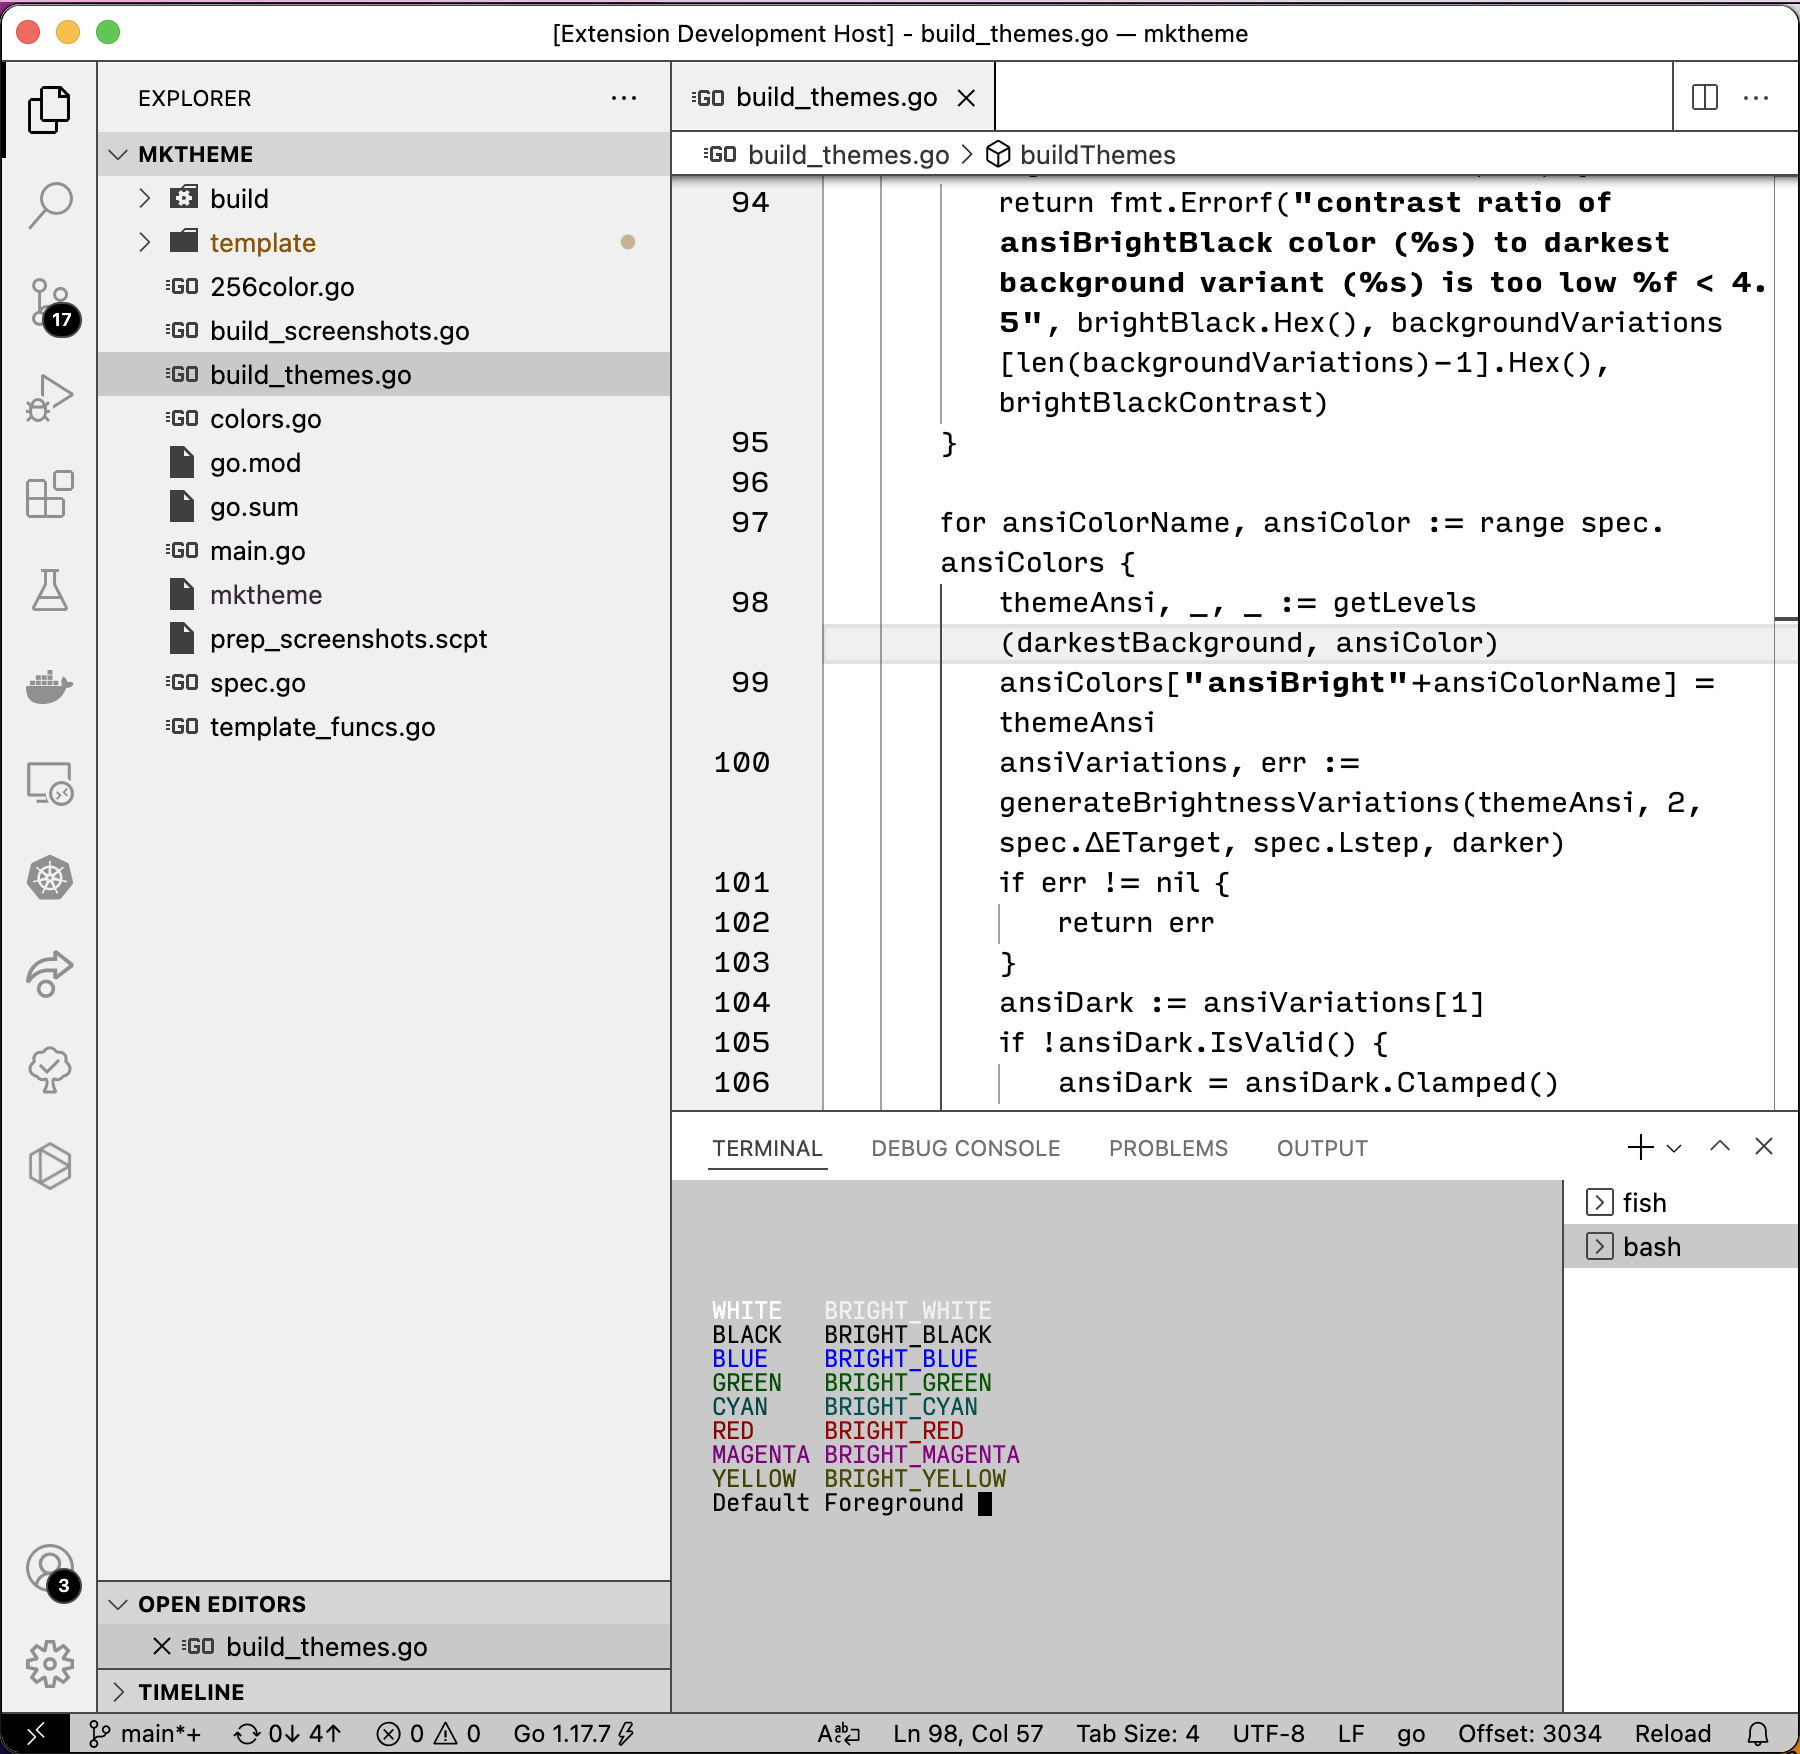 [Extension Development Host] - build_themes.go — mktheme
EXPLORER
MKTHEME
build
template
GO 256color.go
GO build_screenshots.go
GO build_themes.go
GO colors.go
go.mod
go.sum
GO main.go
mktheme
prep_screenshots.scpt
GO spec.go
GO template_funcs.go
17
3
OPEN EDITORS
GO build_themes.go
TIMELINE
GO build_themes.go
GO build_themes.go > buildThemes
94 return fmt.Errorf("contrast ratio of
ansiBrightBlack color (%s) to darkest
background variant (%s) is too low %f < 4.
5", brightBlack.Hex(), backgroundVariations
[len(backgroundVariations)-1].Hex(),
brightBlackContrast)
95 }
96
97 for ansiColorName, ansiColor := range spec.
ansiColors {
98 themeAnsi, _, _ := getLevels
(darkestBackground, ansiColor)
99 ansiColors["ansiBright"+ansiColorName] =
themeAnsi
100 ansiVariations, err :=
generateBrightnessVariations(themeAnsi, 2,
spec.ΔETarget, spec.Lstep, darker)
101 if err != nil {
102 return err
103 }
104 ansiDark := ansiVariations[1]
105 if !ansiDark.IsValid() {
106 ansiDark = ansiDark.Clamped()
TERMINAL DEBUG CONSOLE PROBLEMS OUTPUT
fish
bash
WHITE BRIGHT_WHITE
BLACK BRIGHT_BLACK
BLUE BRIGHT_BLUE
GREEN BRIGHT_GREEN
CYAN BRIGHT_CYAN
RED BRIGHT_RED
MAGENTA BRIGHT_MAGENTA
YELLOW BRIGHT_YELLOW
Default Foreground
main*+ 0↓ 4↑ 0 0 Go 1.17.7 Ln 98, Col 57 Tab Size: 4 UTF-8 LF go Offset: 3034 Reload